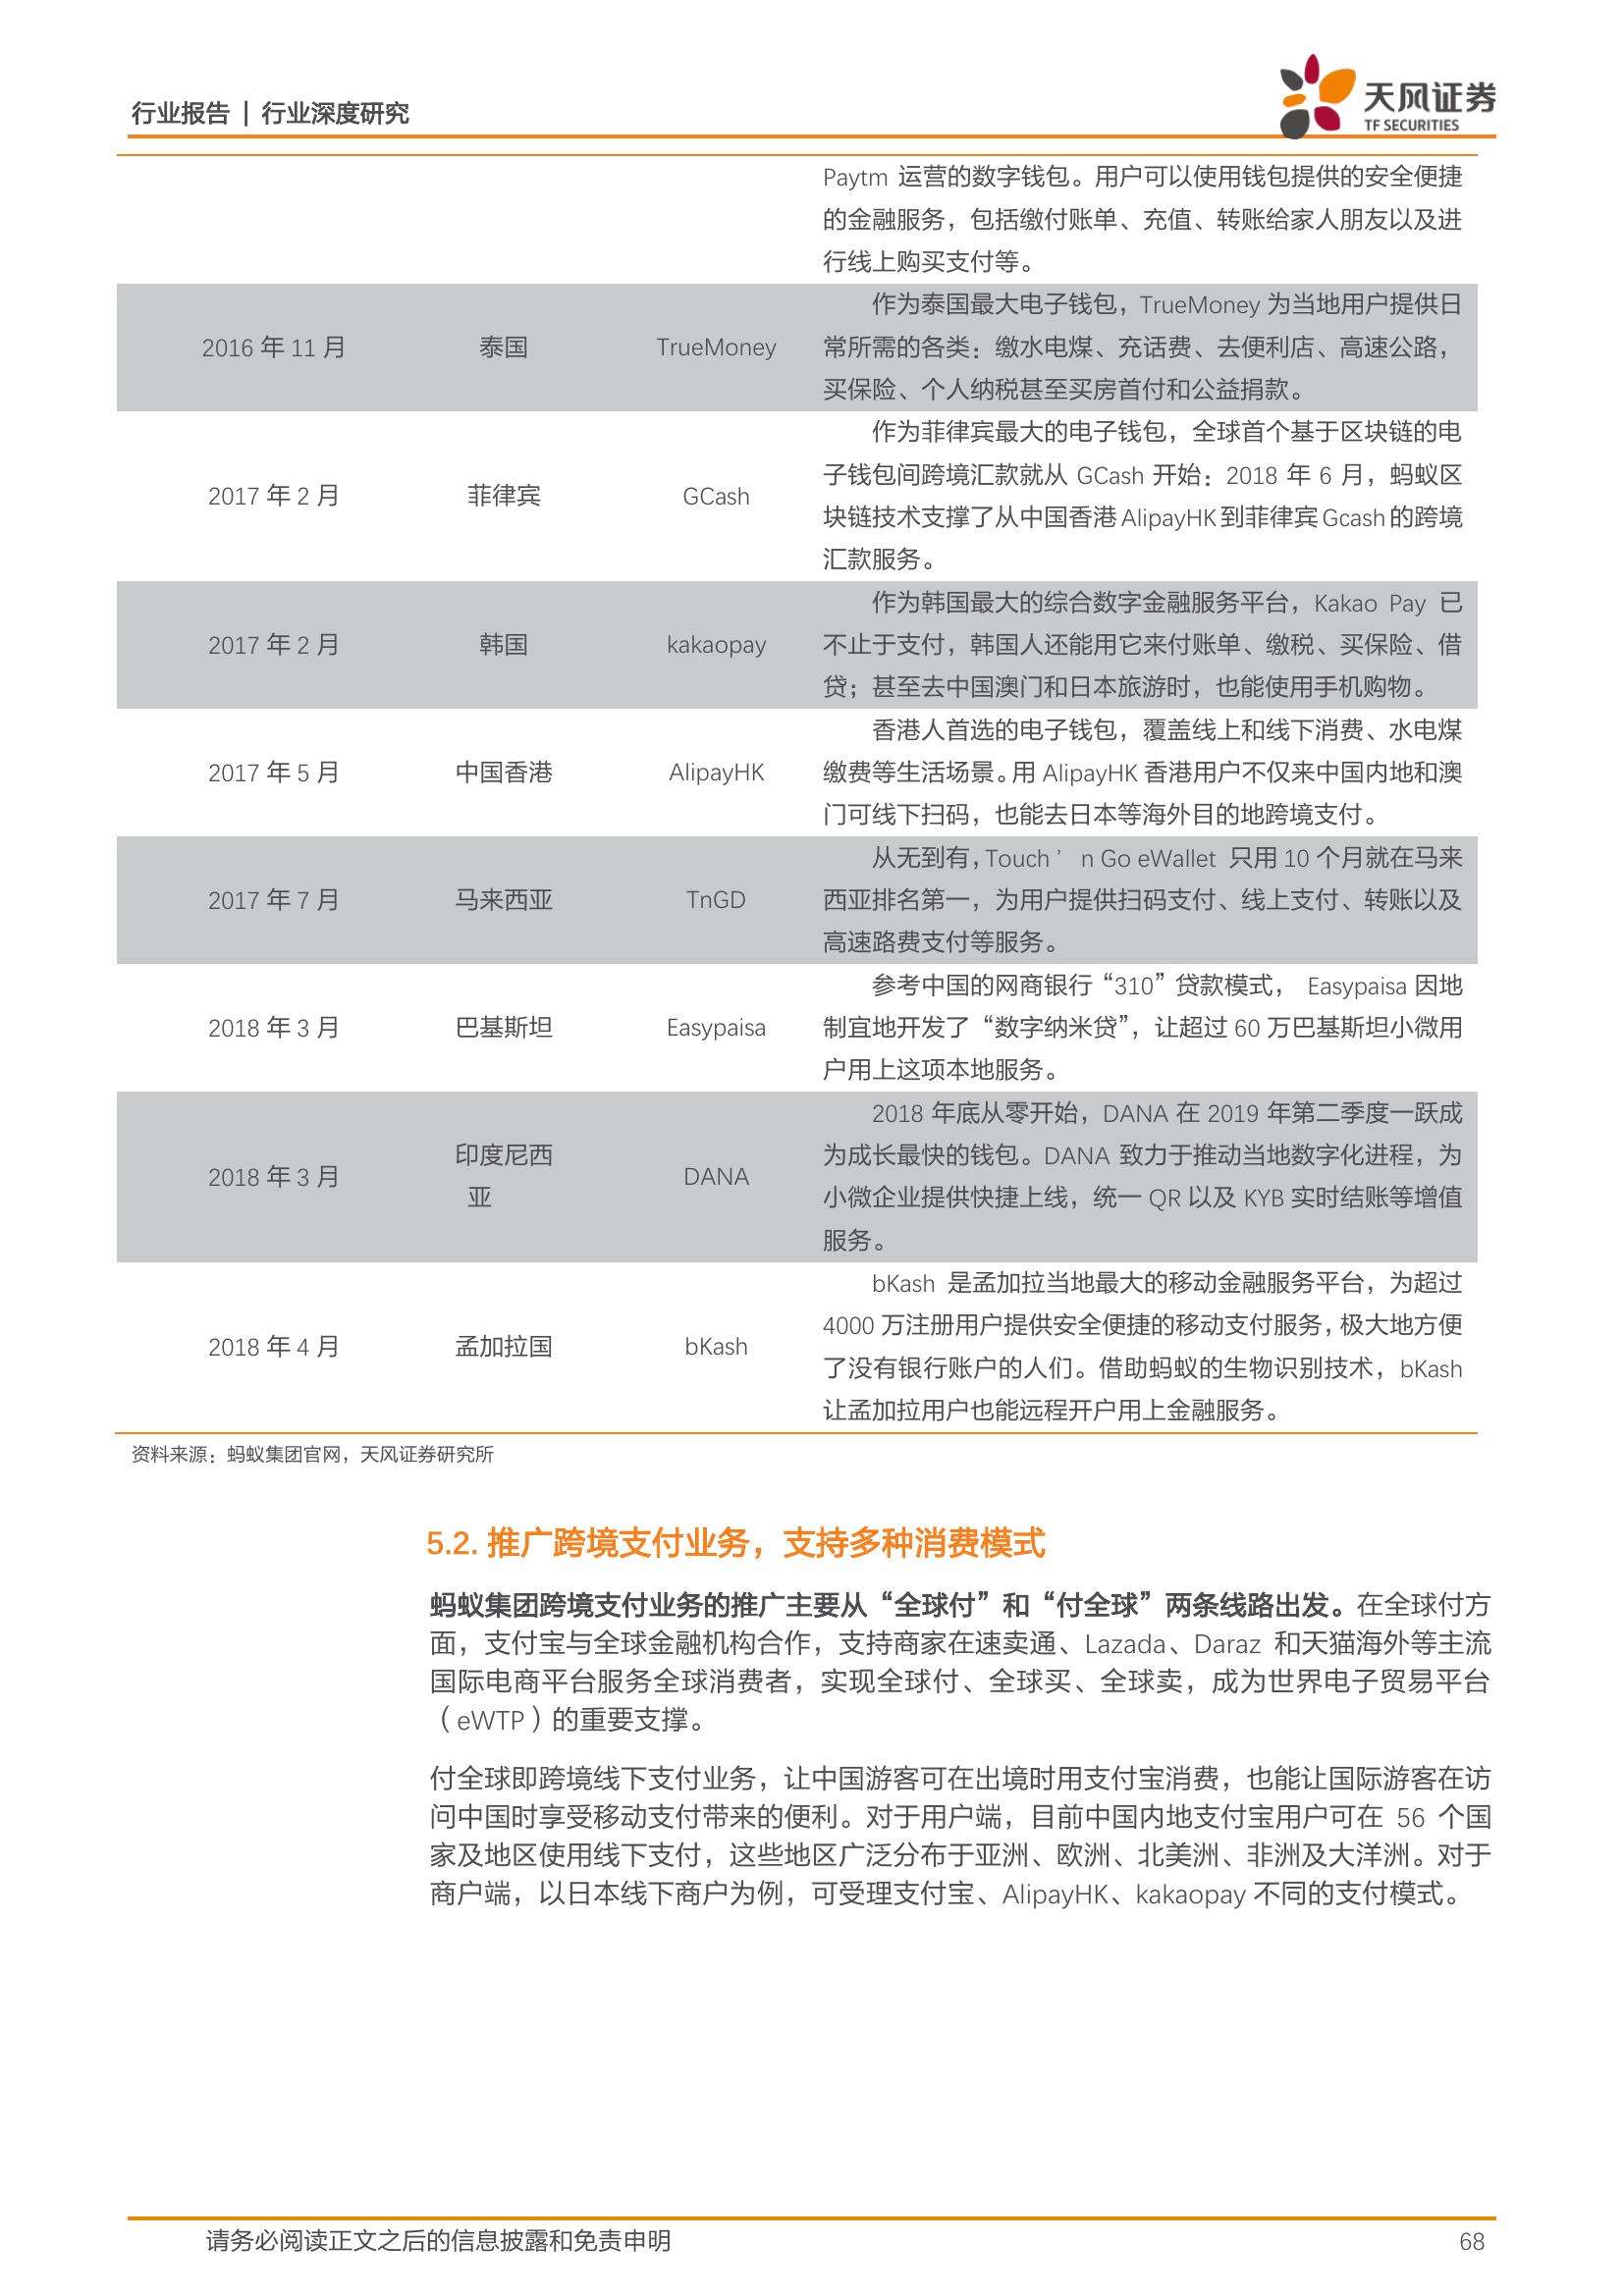 行业报告 | 行业深度研究
天风证券
TF SECURITIES
Paytm 运营的数字钱包。用户可以使用钱包提供的安全便捷
的金融服务，包括缴付账单、充值、转账给家人朋友以及进
行线上购买支付等。
2016 年 11 月
泰国
TrueMoney
作为泰国最大电子钱包，TrueMoney 为当地用户提供日
常所需的各类：缴水电煤、充话费、去便利店、高速公路，
买保险、个人纳税甚至买房首付和公益捐款。
2017 年 2 月
菲律宾
GCash
作为菲律宾最大的电子钱包，全球首个基于区块链的电
子钱包间跨境汇款就从 GCash 开始：2018 年 6 月，蚂蚁区
块链技术支撑了从中国香港 AlipayHK 到菲律宾 Gcash 的跨境
汇款服务。
2017 年 2 月
韩国
kakaopay
作为韩国最大的综合数字金融服务平台，Kakao Pay 已
不止于支付，韩国人还能用它来付账单、缴税、买保险、借
贷；甚至去中国澳门和日本旅游时，也能使用手机购物。
2017 年 5 月
中国香港
AlipayHK
香港人首选的电子钱包，覆盖线上和线下消费、水电煤
缴费等生活场景。用 AlipayHK 香港用户不仅来中国内地和澳
门可线下扫码，也能去日本等海外目的地跨境支付。
2017 年 7 月
马来西亚
TnGD
从无到有，Touch ’ n Go eWallet 只用 10 个月就在马来
西亚排名第一，为用户提供扫码支付、线上支付、转账以及
高速路费支付等服务。
2018 年 3 月
巴基斯坦
Easypaisa
参考中国的网商银行“310”贷款模式， Easypaisa 因地
制宜地开发了“数字纳米贷”，让超过 60 万巴基斯坦小微用
户用上这项本地服务。
2018 年 3 月
印度尼西
亚
DANA
2018 年底从零开始，DANA 在 2019 年第二季度一跃成
为成长最快的钱包。DANA 致力于推动当地数字化进程，为
小微企业提供快捷上线，统一 QR 以及 KYB 实时结账等增值
服务。
2018 年 4 月
孟加拉国
bKash
bKash 是孟加拉当地最大的移动金融服务平台，为超过
4000 万注册用户提供安全便捷的移动支付服务，极大地方便
了没有银行账户的人们。借助蚂蚁的生物识别技术，bKash
让孟加拉用户也能远程开户用上金融服务。
资料来源：蚂蚁集团官网，天风证券研究所
5.2. 推广跨境支付业务，支持多种消费模式
蚂蚁集团跨境支付业务的推广主要从“全球付”和“付全球”两条线路出发。在全球付方
面，支付宝与全球金融机构合作，支持商家在速卖通、Lazada、Daraz 和天猫海外等主流
国际电商平台服务全球消费者，实现全球付、全球买、全球卖，成为世界电子贸易平台
（eWTP）的重要支撑。
付全球即跨境线下支付业务，让中国游客可在出境时用支付宝消费，也能让国际游客在访
问中国时享受移动支付带来的便利。对于用户端，目前中国内地支付宝用户可在 56 个国
家及地区使用线下支付，这些地区广泛分布于亚洲、欧洲、北美洲、非洲及大洋洲。对于
商户端，以日本线下商户为例，可受理支付宝、AlipayHK、kakaopay 不同的支付模式。
请务必阅读正文之后的信息披露和免责申明
68